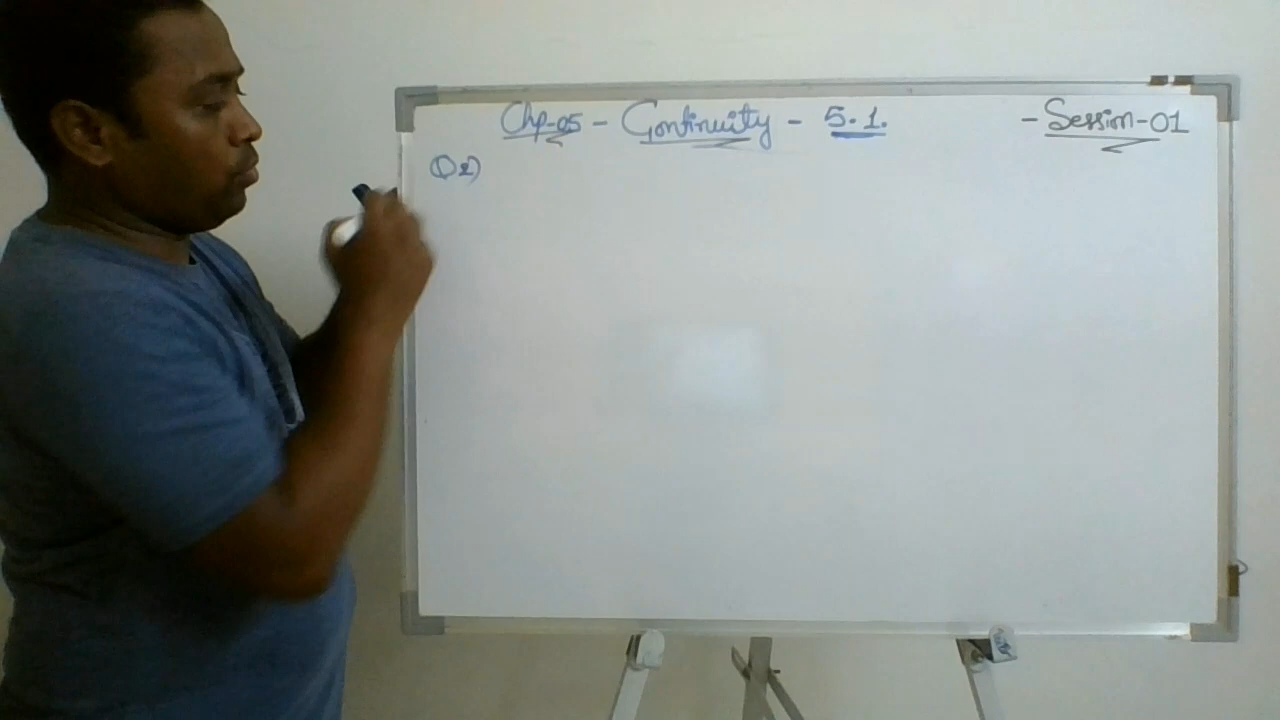 Chp-05 - Continuity - 5.1. - Session-01
Q2)